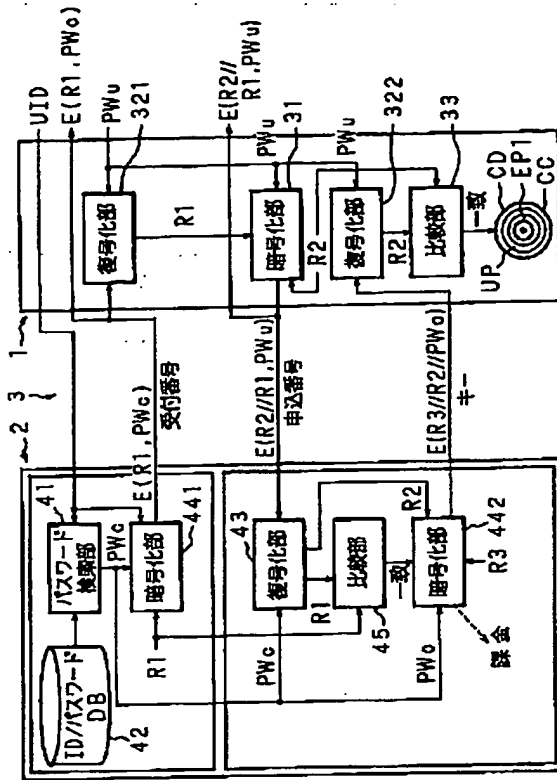 2
3
1
ID/パスワード
DB
42
パスワード
検索部
41
PWc
暗号化部
441
R1
E(R1,PWc)
受付番号
復号化部
321
UID
E(R1,PWc)
PWu
R1
PWc
復号化部
43
R1
比較部
45
一致
R2
PWc
暗号化部
442
R3
課金
E(R2//R1,PWu)
申込番号
E(R3//R2//PWc)
キー
E(R2//
R1,PWu)
PWu
暗号化部
31
R2
PWu
復号化部
322
R2
比較部
33
一致
UP
CD
EP1
CC